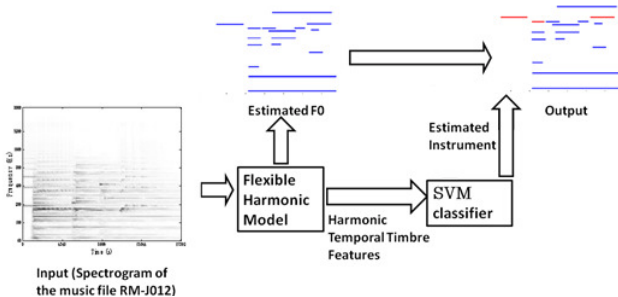 Estimated F0
Output
Estimated
Instrument
Flexible
Harmonic
Model
SVM
classifier
Harmonic
Temporal Timbre
Features
Frequency
Time (s)
Input (Spectrogram of
the music file RM-J012)